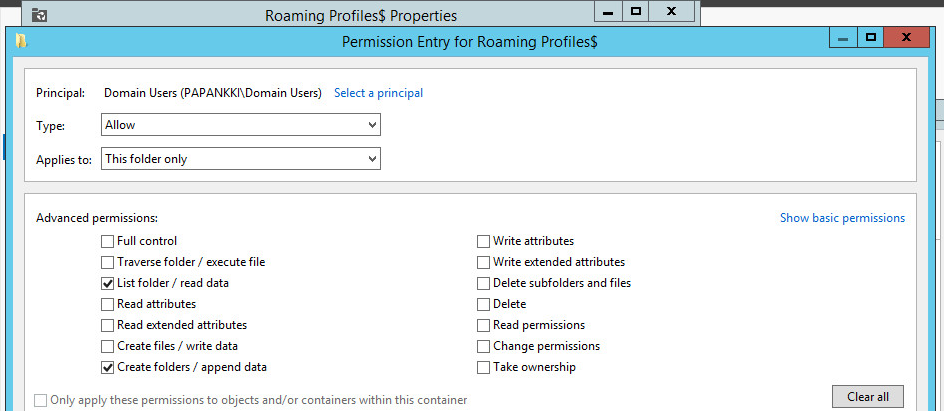 Roaming Profiles$ Properties
Permission Entry for Roaming Profiles$
Principal: Domain Users (PAPANKKI\Domain Users) Select a principal
Type: Allow
Applies to: This folder only
Advanced permissions: Show basic permissions
Full control Write attributes
Traverse folder / execute file Write extended attributes
List folder / read data Delete subfolders and files
Read attributes Delete
Read extended attributes Read permissions
Create files / write data Change permissions
Create folders / append data Take ownership
Only apply these permissions to objects and/or containers within this container Clear all